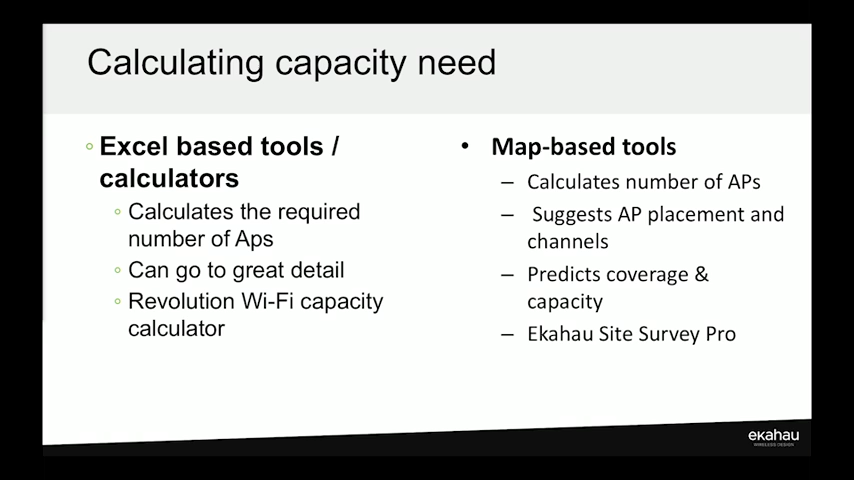 Calculating capacity need
Excel based tools /
calculators
Calculates the required
number of Aps
Can go to great detail
Revolution Wi-Fi capacity
calculator
• Map-based tools
– Calculates number of APs
– Suggests AP placement and
channels
– Predicts coverage &
capacity
– Ekahau Site Survey Pro
ekahau
WIRELESS DESIGN